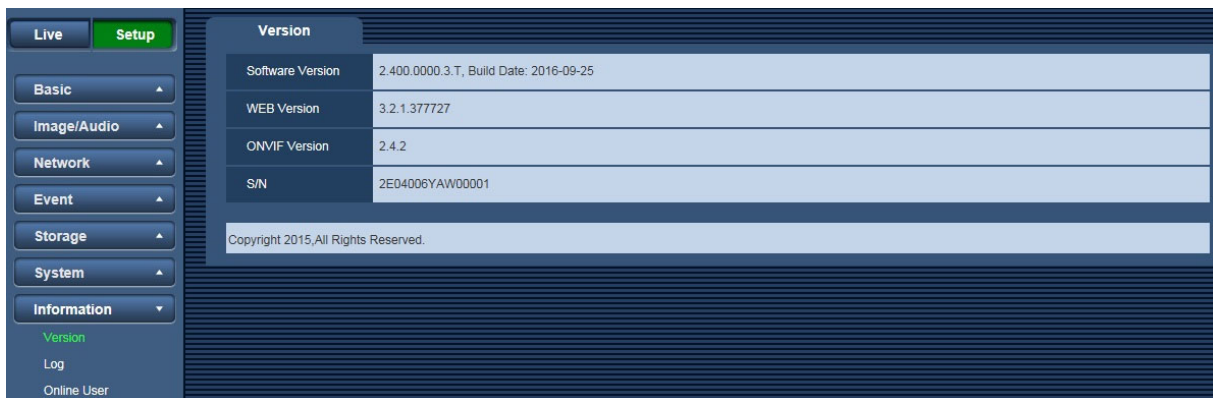 Live Setup
Basic
Image/Audio
Network
Event
Storage
System
Information
Version
Log
Online User
Version
Software Version 2.400.0000.3.T, Build Date: 2016-09-25
WEB Version 3.2.1.377727
ONVIF Version 2.4.2
S/N 2E04006YAW00001
Copyright 2015,All Rights Reserved.